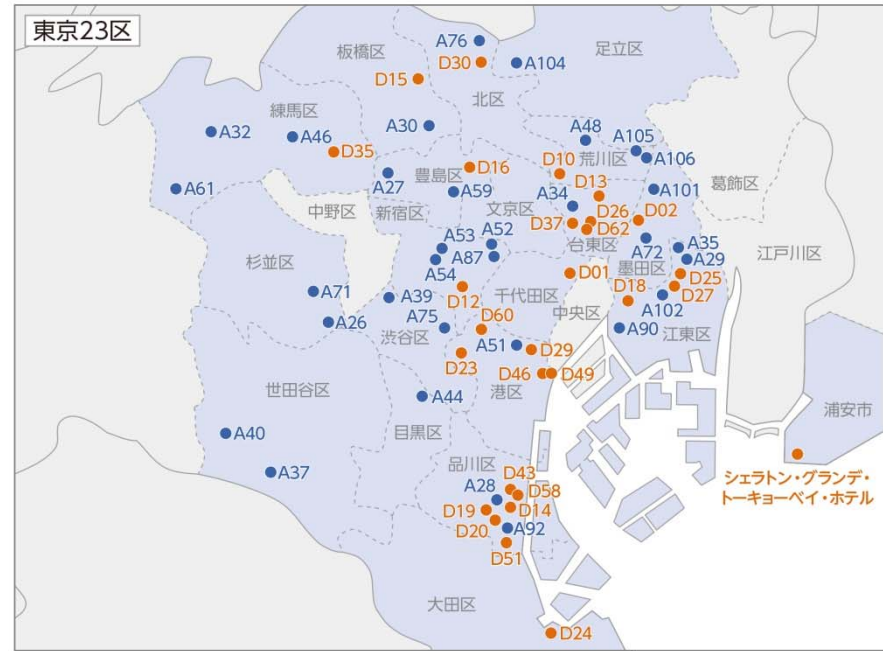 東京23区
板橋区
A76
足立区
D30
A104
D15
北区
練馬区
A32
A46
A30
A48
A105
D35
荒川区
A106
D16
D10
A61
A27
豊島区
A59
D13
A101
葛飾区
A34
中野区
新宿区
文京区
D26
D02
D37
D62
A53
A52
台東区
A72
A35
江戸川区
杉並区
A54
A87
墨田区
A29
D01
D25
A71
A39
D12
千代田区
D18
D27
A102
A26
A75
D60
中央区
渋谷区
A90
江東区
A51
D29
D23
D46
D49
世田谷区
港区
A44
浦安市
目黒区
A40
A37
品川区
シェラトン・グランデ・
トーキョーベイ・ホテル
D43
A28
D58
D19
D14
D20
A92
D51
大田区
D24